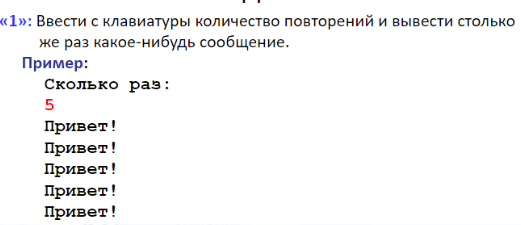 «1»: Ввести с клавиатуры количество повторений и вывести столько
же раз какое-нибудь сообщение.
Пример:
Сколько раз:
5
Привет!
Привет!
Привет!
Привет!
Привет!